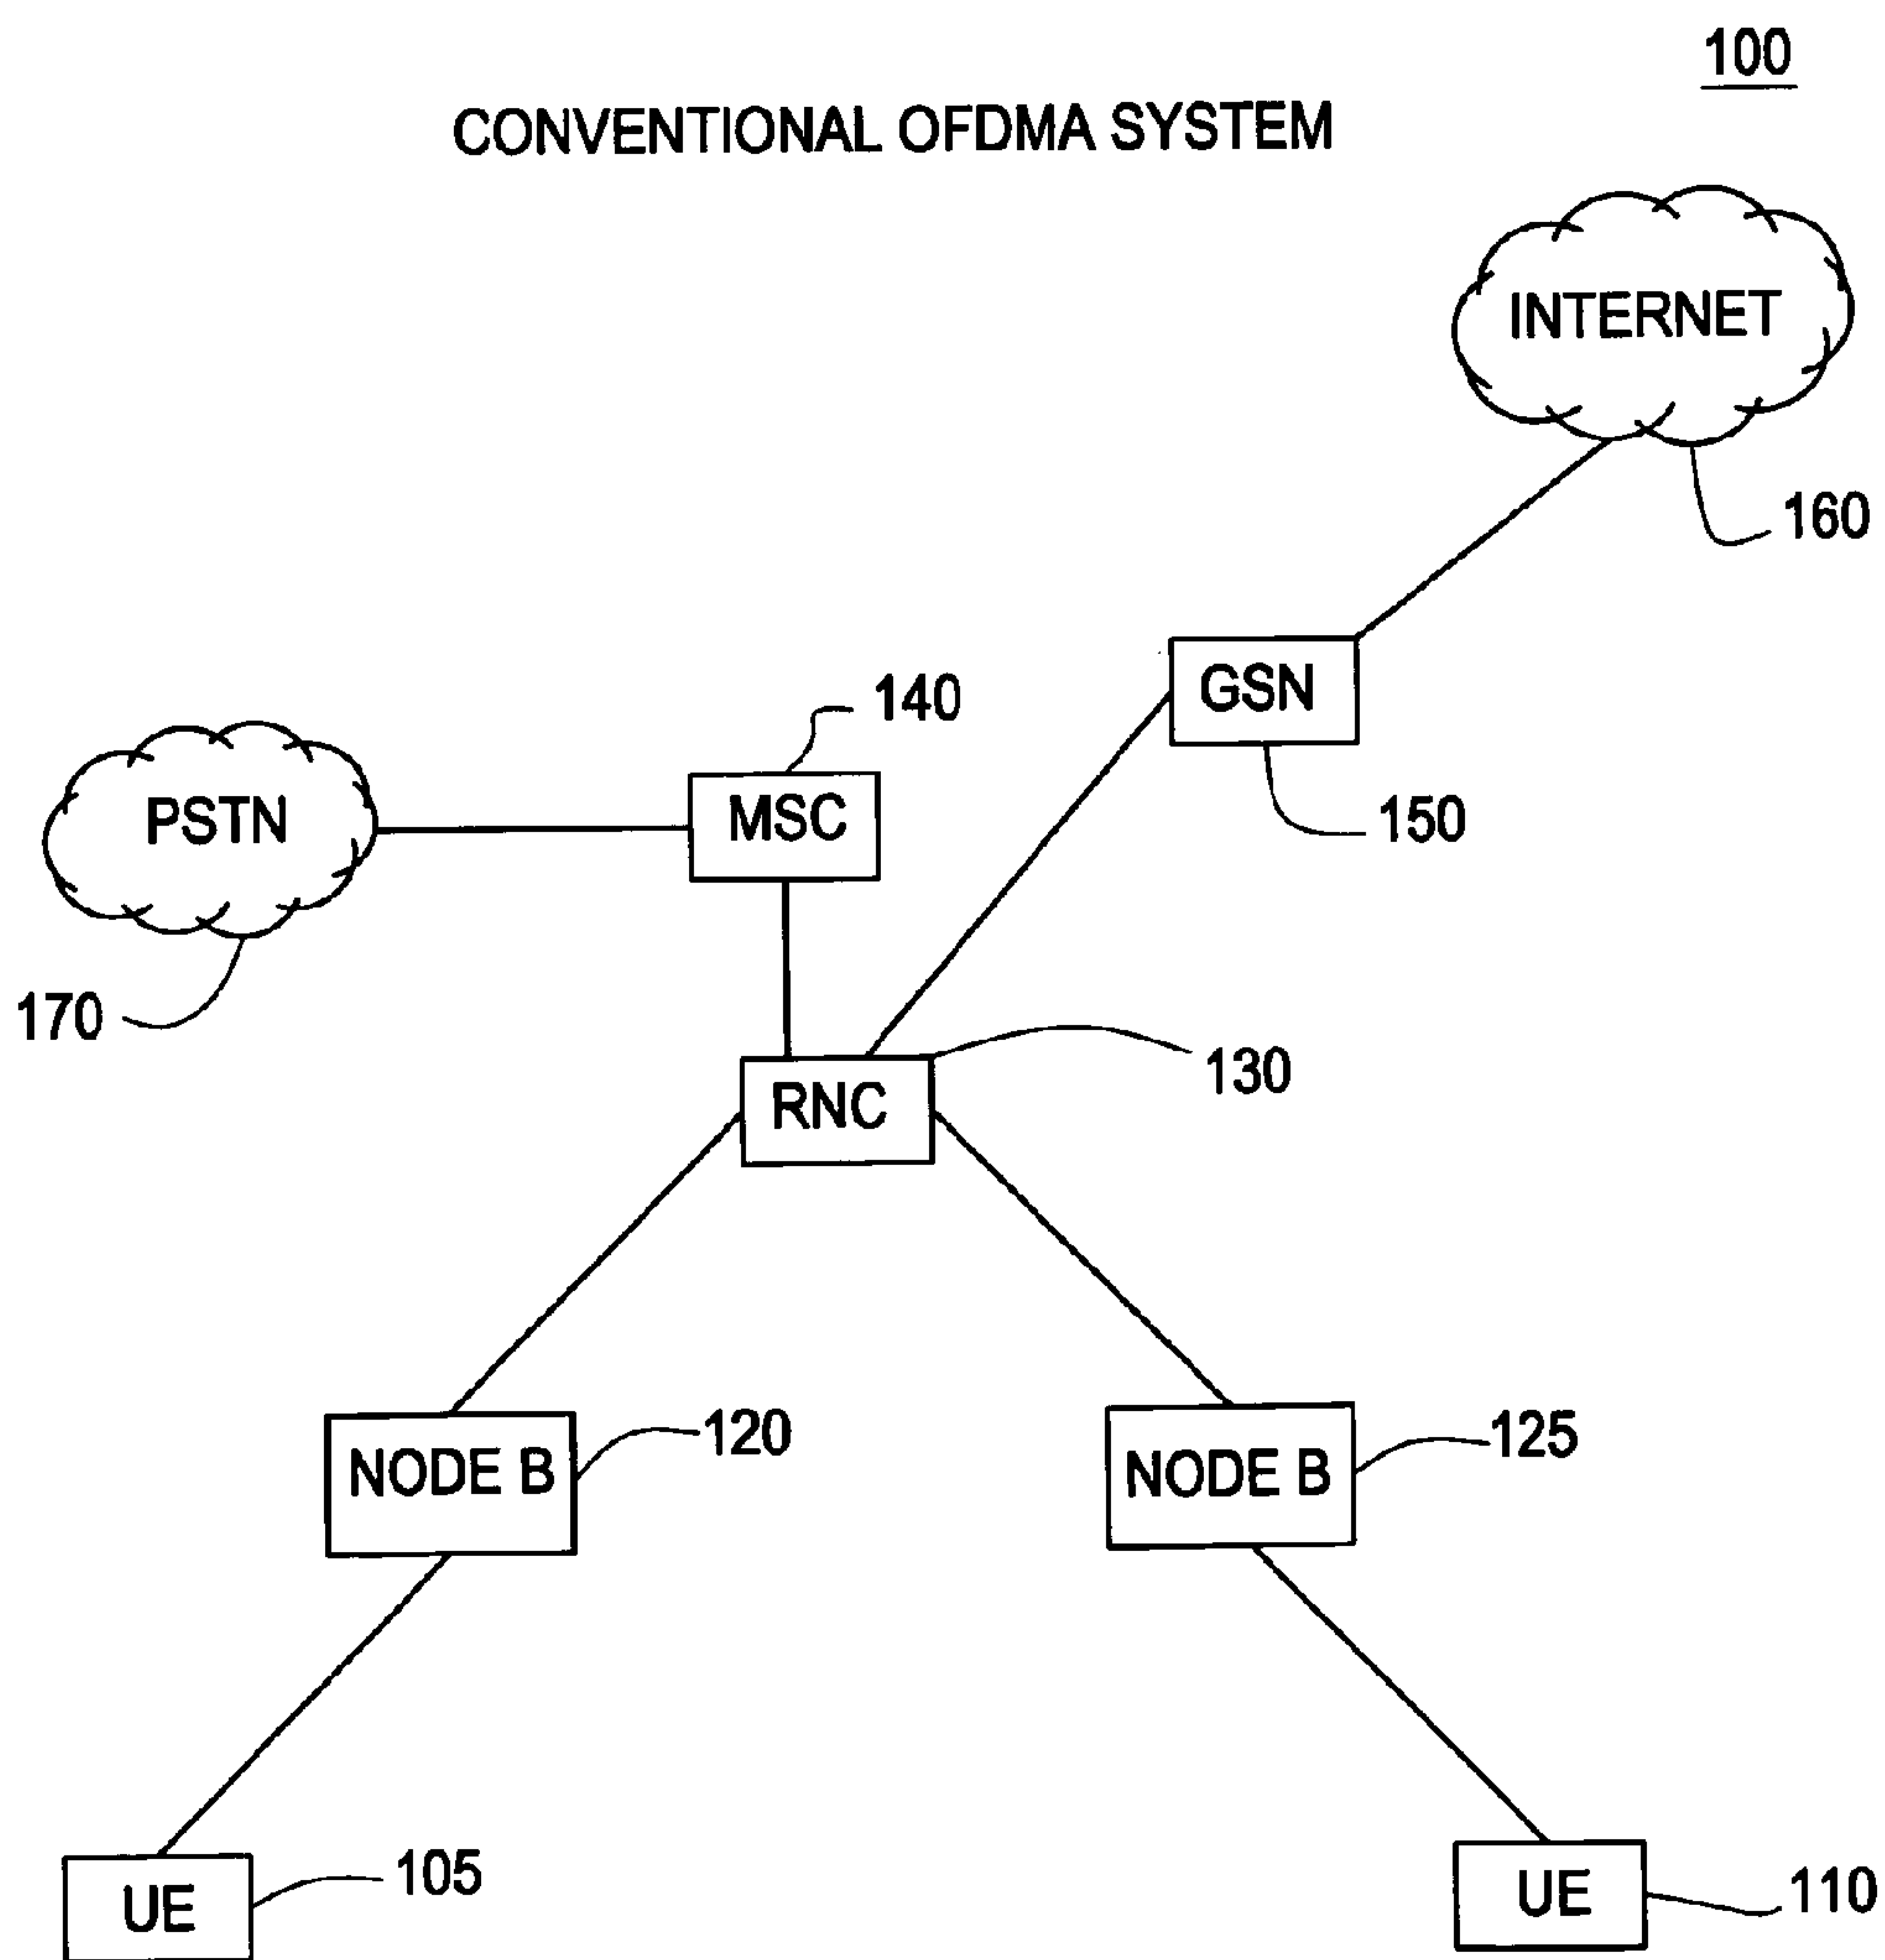 100
CONVENTIONAL OFDMA SYSTEM
INTERNET
160
GSN
140
150
PSTN
MSC
170
130
RNC
120
125
NODE B
NODE B
105
UE
110
UE